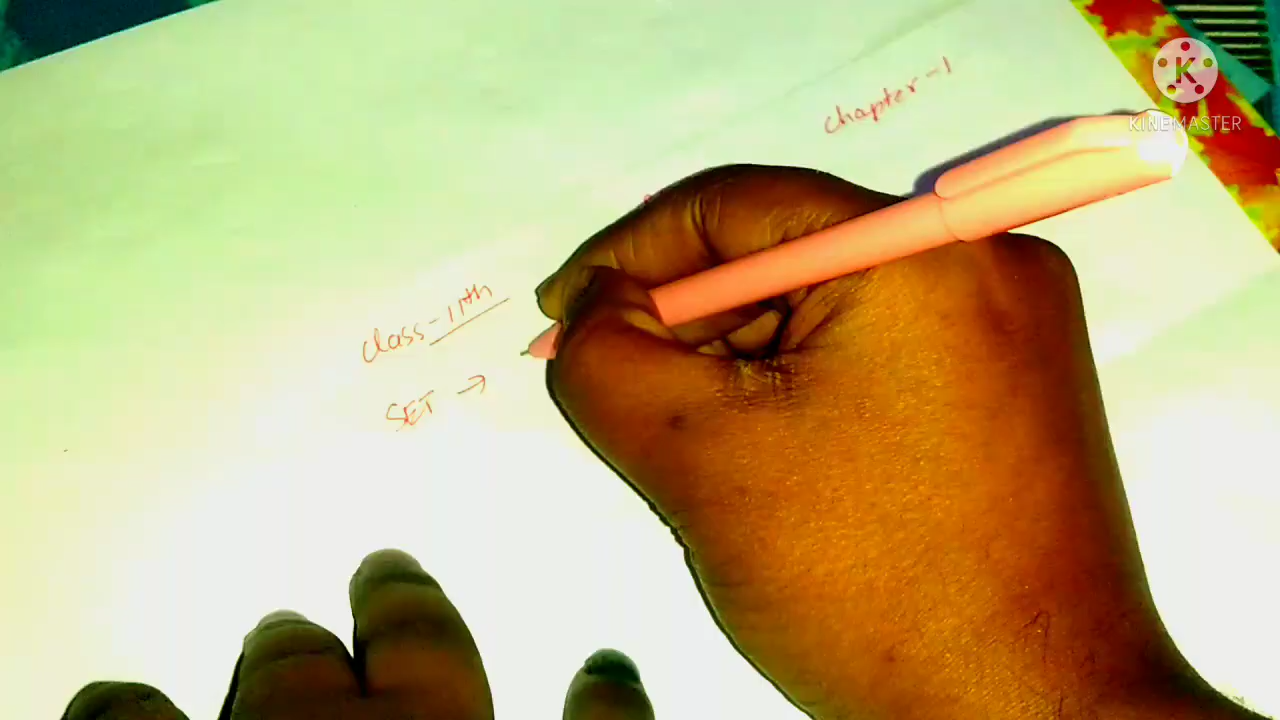 chapter-1
K
KINEMASTER
class-11th
SET →